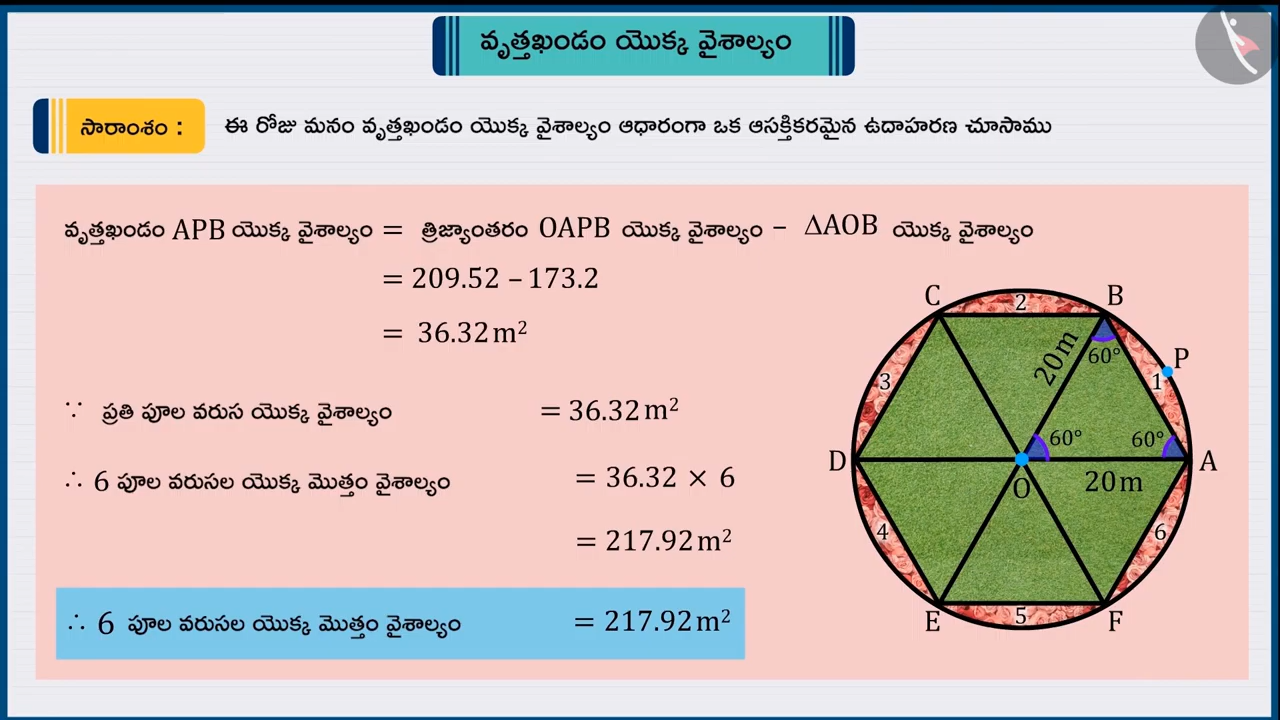 వృత్తఖండం యొక్క వైశాల్యం
సారాంశం : ఈ రోజు మనం వృత్తఖండం యొక్క వైశాల్యం ఆధారంగా ఒక ఆసక్తికరమైన ఉదాహరణ చూసాము
వృత్తఖండం APB యొక్క వైశాల్యం = త్రిజ్యాంతరం OAPB యొక్క వైశాల్యం – ΔAOB యొక్క వైశాల్యం
= 209.52 – 173.2
= 36.32 m²
∵ ప్రతి పూల వరుస యొక్క వైశాల్యం = 36.32 m²
∴ 6 పూల వరుసల యొక్క మొత్తం వైశాల్యం = 36.32 × 6
= 217.92 m²
∴ 6 పూల వరుసల యొక్క మొత్తం వైశాల్యం = 217.92 m²
C 2 B
20 m 60° P
3 1
60° 60°
D O A
20 m
4 6
E 5 F